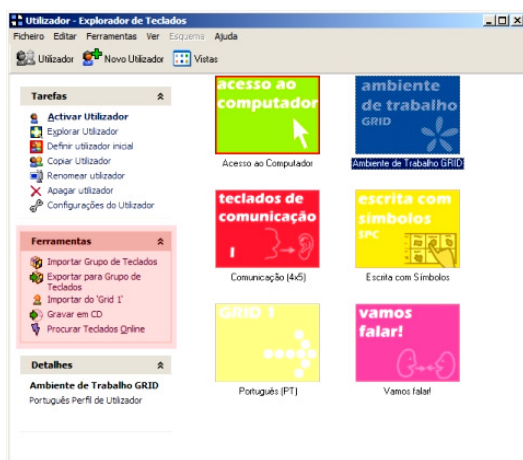 Utilizador - Explorador de Teclados
Ficheiro Editar Ferramentas Ver Esquema Ajuda
Utilizador Novo Utilizador Vistas
Tarefas
Activar Utilizador
Explorar Utilizador
Definir utilizador inicial
Copiar Utilizador
Renomear utilizador
Apagar utilizador
Configurações do Utilizador
Ferramentas
Importar Grupo de Teclados
Exportar para Grupo de
Teclados
Importar do 'Grid 1'
Gravar em CD
Procurar Teclados Online
Detalhes
Ambiente de Trabalho GRID
Português Perfil de Utilizador
acesso ao
computador
Acesso ao Computador
ambiente
de trabalho
GRID
Ambiente de Trabalho GRID
teclados de
comunicação
1
Comunicação (4x5)
escrita com
símbolos
SPC
Escrita com Símbolos
GRID 1
Português (PT)
vamos
falar!
Vamos falar!